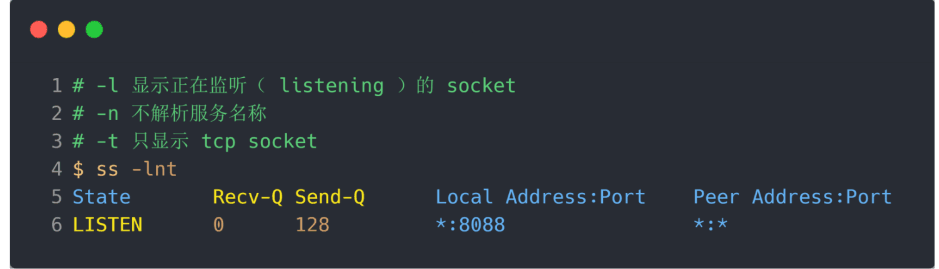 1 # -l 显示正在监听（ listening ）的 socket
2 # -n 不解析服务名称
3 # -t 只显示 tcp socket
4 $ ss -lnt
5 State Recv-Q Send-Q Local Address:Port Peer Address:Port
6 LISTEN 0 128 *:8088 *:*